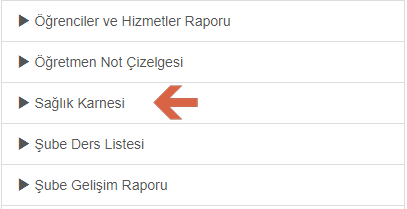 Öğrenciler ve Hizmetler Raporu
Öğretmen Not Çizelgesi
Sağlık Karnesi
Şube Ders Listesi
Şube Gelişim Raporu